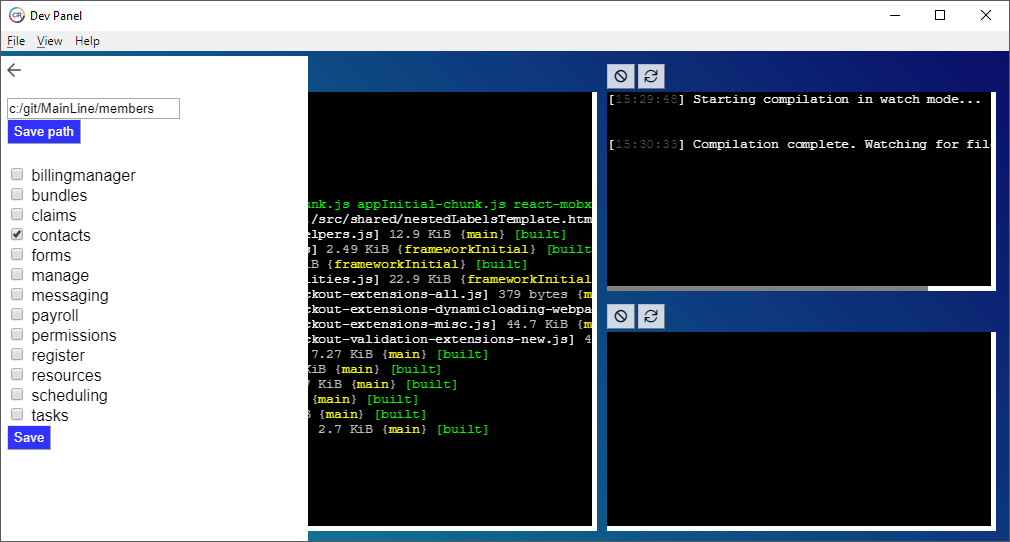 CR
Dev Panel
File View Help
c:/git/MainLine/members
Save path
billingmanager
bundles
claims
contacts
forms
manage
messaging
payroll
permissions
register
resources
scheduling
tasks
Save
unk.js appInitial-chunk.js react-mobx
./src/shared/nestedLabelsTemplate.htm
elpers.js] 12.9 KiB {main} [built]
s] 2.49 KiB {frameworkInitial} [built
iB {frameworkInitial} [built]
lities.js] 22.9 KiB {frameworkInitial
ckout-extensions-all.js] 379 bytes {m
ckout-extensions-dynamicloading-webpa
ckout-extensions-misc.js] 44.7 KiB {m
ckout-validation-extensions-new.js] 4
7.27 KiB {main} [built]
KiB {main} [built]
7 KiB {main} [built]
{main} [built]
B {main} [built]
2.7 KiB {main} [built]
[15:29:48] Starting compilation in watch mode...
[15:30:33] Compilation complete. Watching for fil